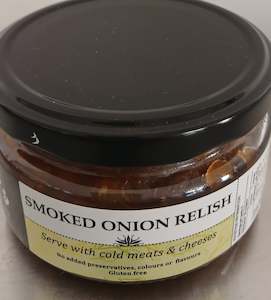 SMOKED ONION RELISH
Serve with cold meats & cheeses
No added preservatives, colours or flavours
Gluten free